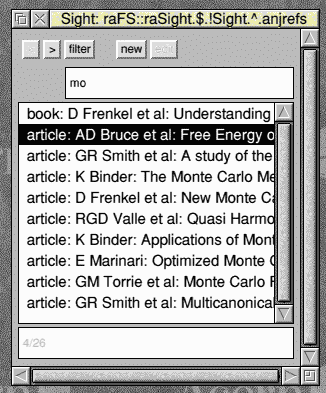 Sight: raFS::raSight.$.!Sight.^.anjrefs
< > filter new edit
mo
book: D Frenkel et al: Understanding
article: AD Bruce et al: Free Energy o
article: GR Smith et al: A study of the
article: K Binder: The Monte Carlo Me
article: D Frenkel et al: New Monte Ca
article: RGD Valle et al: Quasi Harmo
article: K Binder: Applications of Mont
article: E Marinari: Optimized Monte C
article: GM Torrie et al: Monte Carlo F
article: GR Smith et al: Multicanonica
4/26